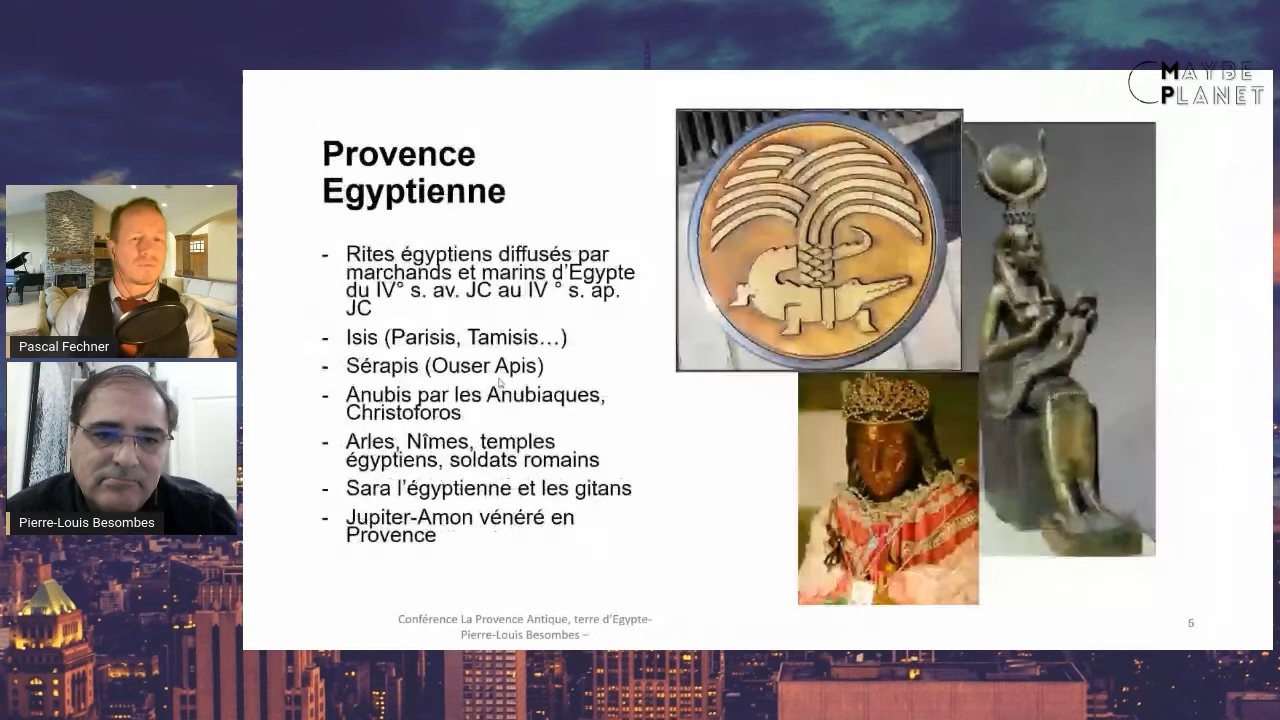 MAYBE
PLANET
Provence
Egyptienne
- Rites égyptiens diffusés par
marchands et marins d'Egypte
du IV° s. av. JC au IV ° s. ap.
JC
- Isis (Parisis, Tamisis…)
- Sérapis (Ouser Apis)
- Anubis par les Anubiaques,
Christoforos
- Arles, Nîmes, temples
égyptiens, soldats romains
- Sara l'égyptienne et les gitans
- Jupiter-Amon vénéré en
Provence
Conférence La Provence Antique, terre d'Egypte-
Pierre-Louis Besombes –
5
Pascal Fechner
Pierre-Louis Besombes